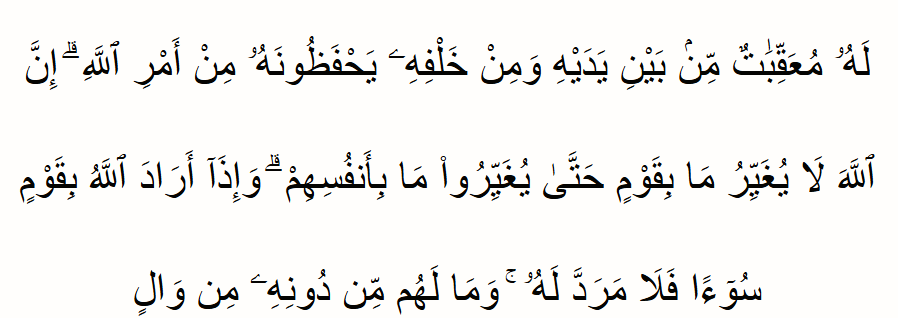 لَهُۥ مُعَقِّبَٰتٌ مِّنۢ بَيْنِ يَدَيْهِ وَمِنْ خَلْفِهِۦ يَحْفَظُونَهُۥ مِنْ أَمْرِ ٱللَّهِ ۗ إِنَّ
ٱللَّهَ لَا يُغَيِّرُ مَا بِقَوْمٍ حَتَّىٰ يُغَيِّرُوا۟ مَا بِأَنفُسِهِمْ ۗ وَإِذَآ أَرَادَ ٱللَّهُ بِقَوْمٍ
سُوٓءًا فَلَا مَرَدَّ لَهُۥ ۚ وَمَا لَهُم مِّن دُونِهِۦ مِن وَالٍ